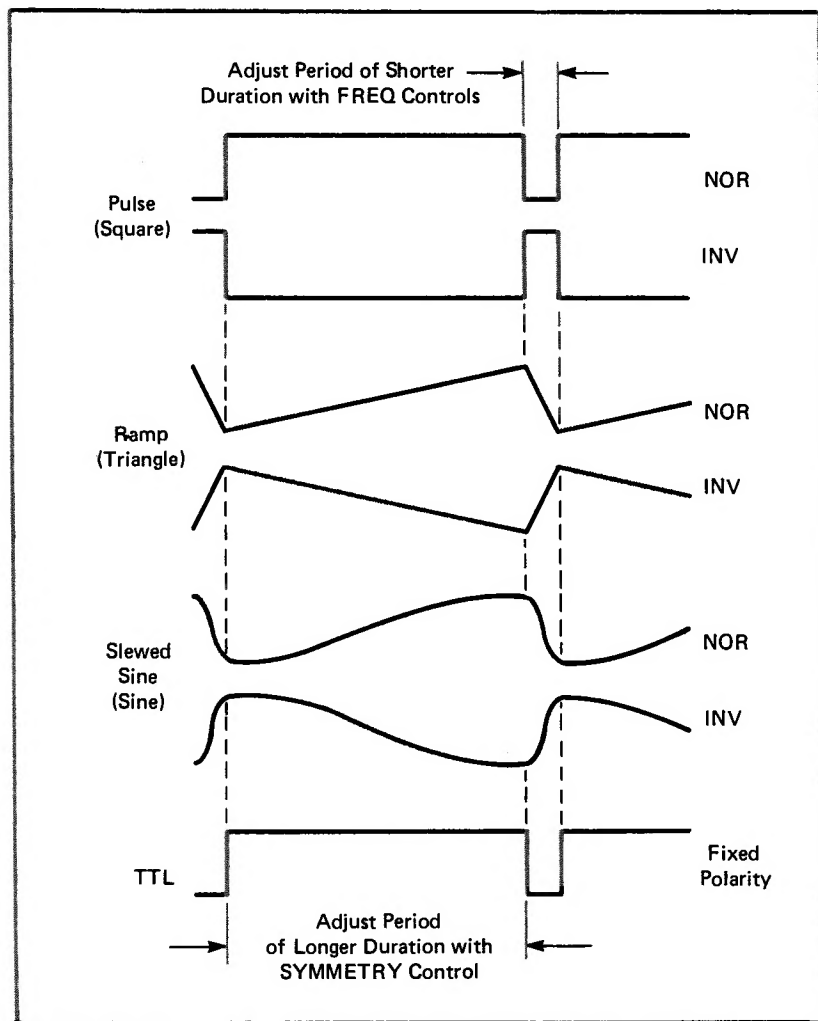 Adjust Period of Shorter
Duration with FREQ Controls
NOR
Pulse
(Square)
INV
NOR
Ramp
(Triangle)
INV
NOR
Slewed
Sine
(Sine)
INV
TTL
Fixed
Polarity
Adjust Period
of Longer Duration with
SYMMETRY Control